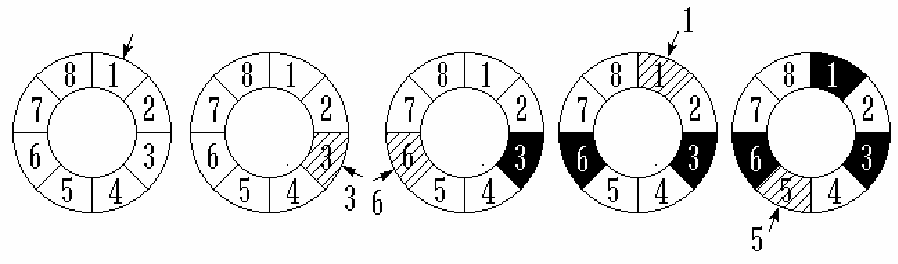 1
8 1 8 1 8 1 8 1 8 1
7 2 7 2 7 2 7 2 7 2
6 3 6 3 6 3 6 3 6 3
5 4 5 4 5 4 5 4 5 4
3 6
5